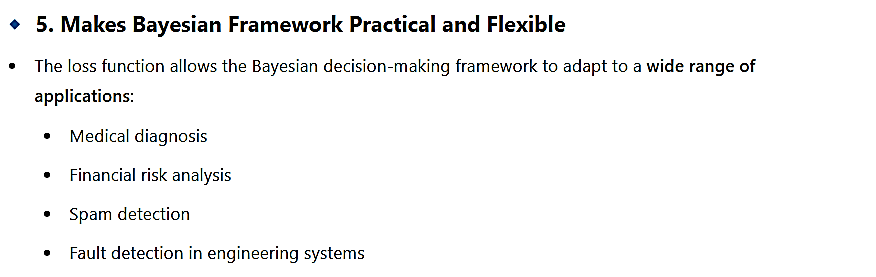 5. Makes Bayesian Framework Practical and Flexible
The loss function allows the Bayesian decision-making framework to adapt to a wide range of
applications:
Medical diagnosis
Financial risk analysis
Spam detection
Fault detection in engineering systems